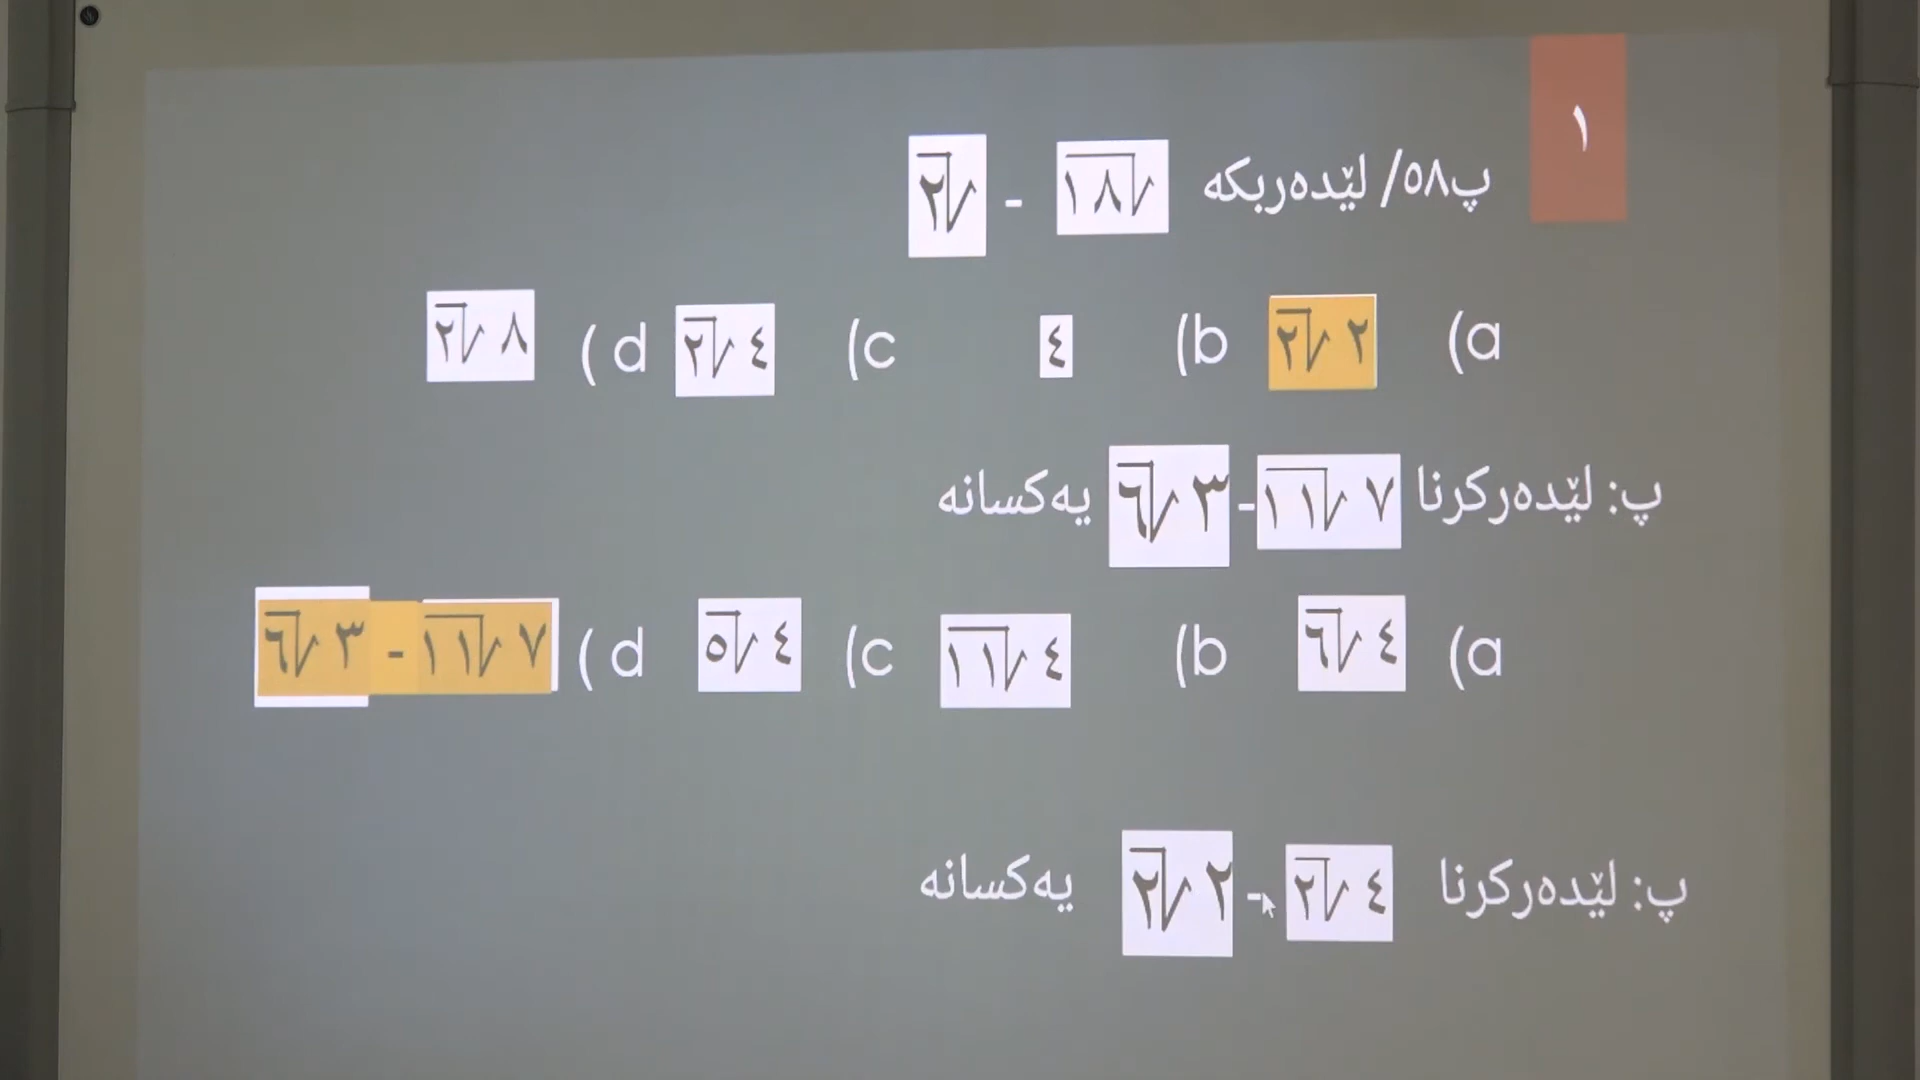 ١
پ٥٨/ لێدەربکە √١٨ - √٢
a) ٢√٢ b) ٤ c) ٤√٢ d) ٨√٢
پ: لێدەرکرنا ٧√١١ - ٣√٦ یەکسانە
a) ٤√٦ b) ٤√١١ c) ٤√٥ d) ٧√١١ - ٣√٦
پ: لێدەرکرنا ٤√٢ - ٢√٢ یەکسانە